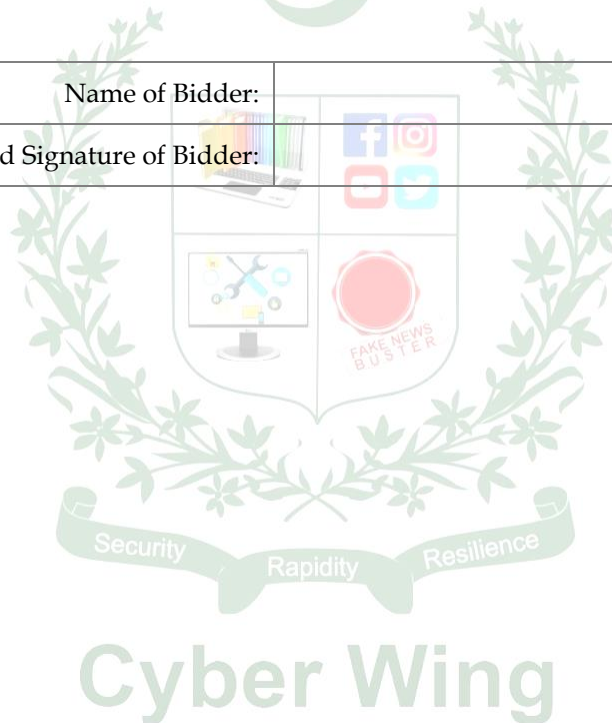 Name of Bidder:
d Signature of Bidder:
FAKE NEWS
BUSTER
Security
Rapidity
Resilience
Cyber Wing